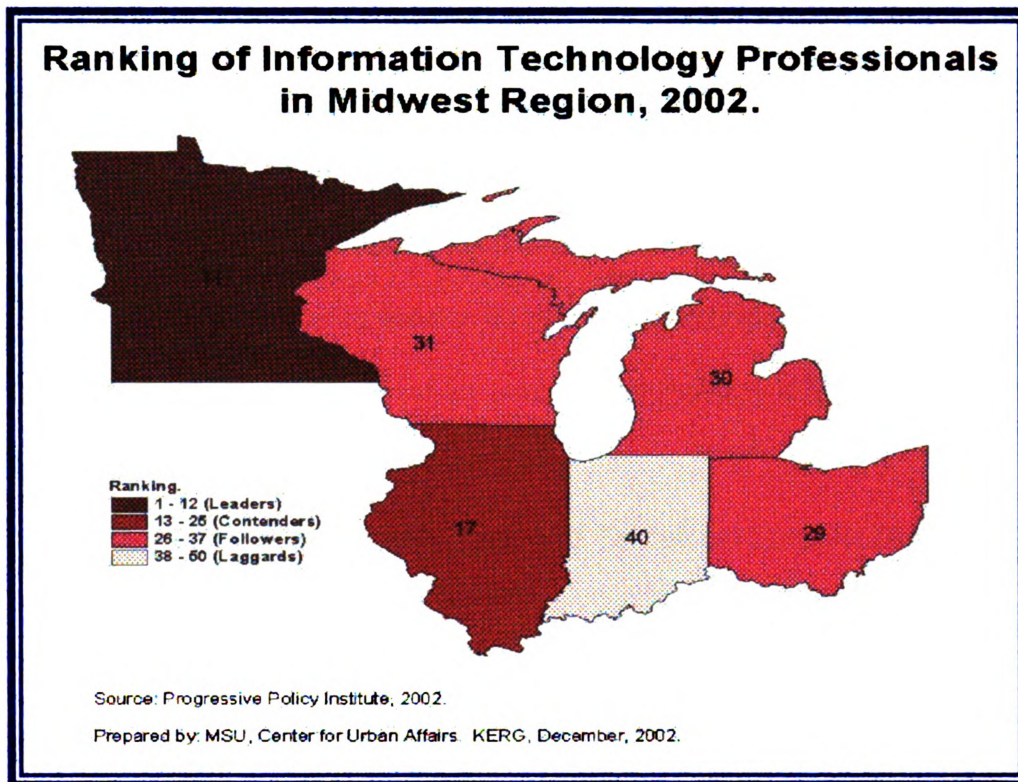 Ranking of Information Technology Professionals
in Midwest Region, 2002.
31
30
Ranking.
1 - 12 (Leaders)
13 - 25 (Contenders)
26 - 37 (Followers)
38 - 50 (Laggards)
17
40
29
Source: Progressive Policy Institute, 2002.
Prepared by: MSU, Center for Urban Affairs. KERG, December, 2002.